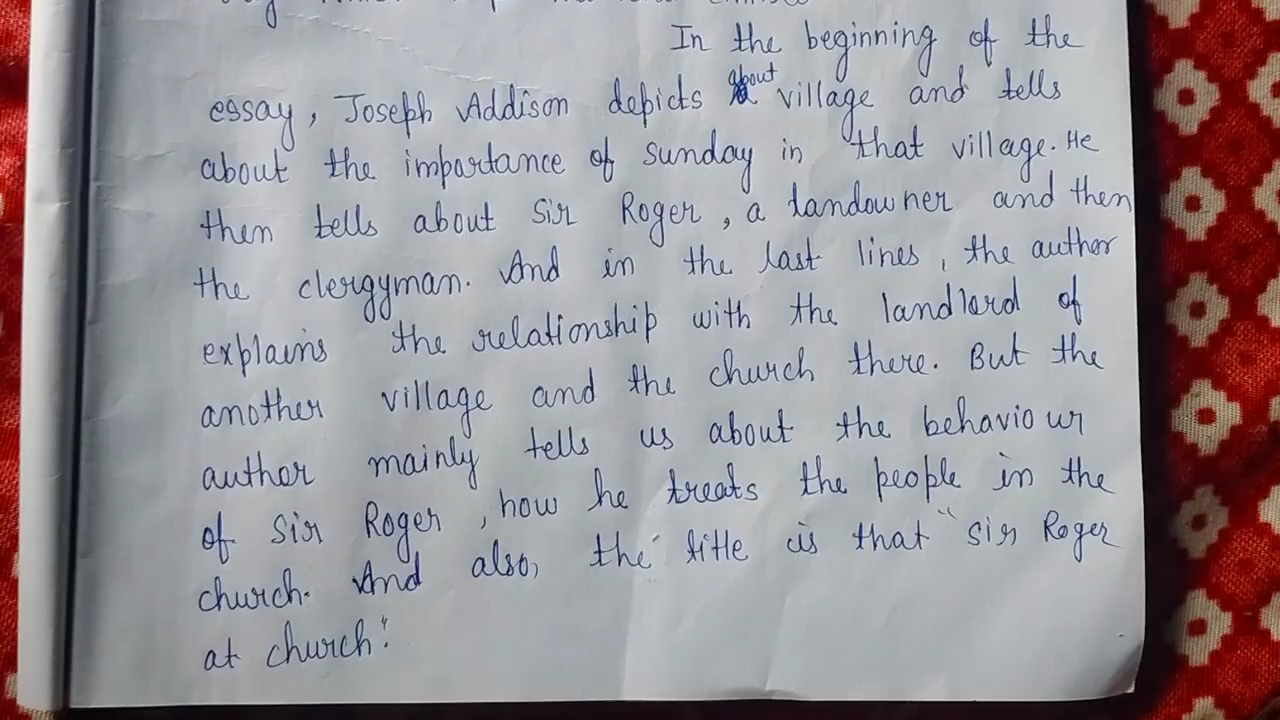 In the beginning of the
essay, Joseph Addison depicts about village and tells
about the importance of sunday in that village. He
then tells about Sir Roger, a landowner and then
the clergyman. And in the last lines, the author
explains the relationship with the landlord of
another village and the church there. But the
author mainly tells us about the behaviour
of Sir Roger, how he treats the people in the
church. And also, the title is that "Sir Roger
at church."